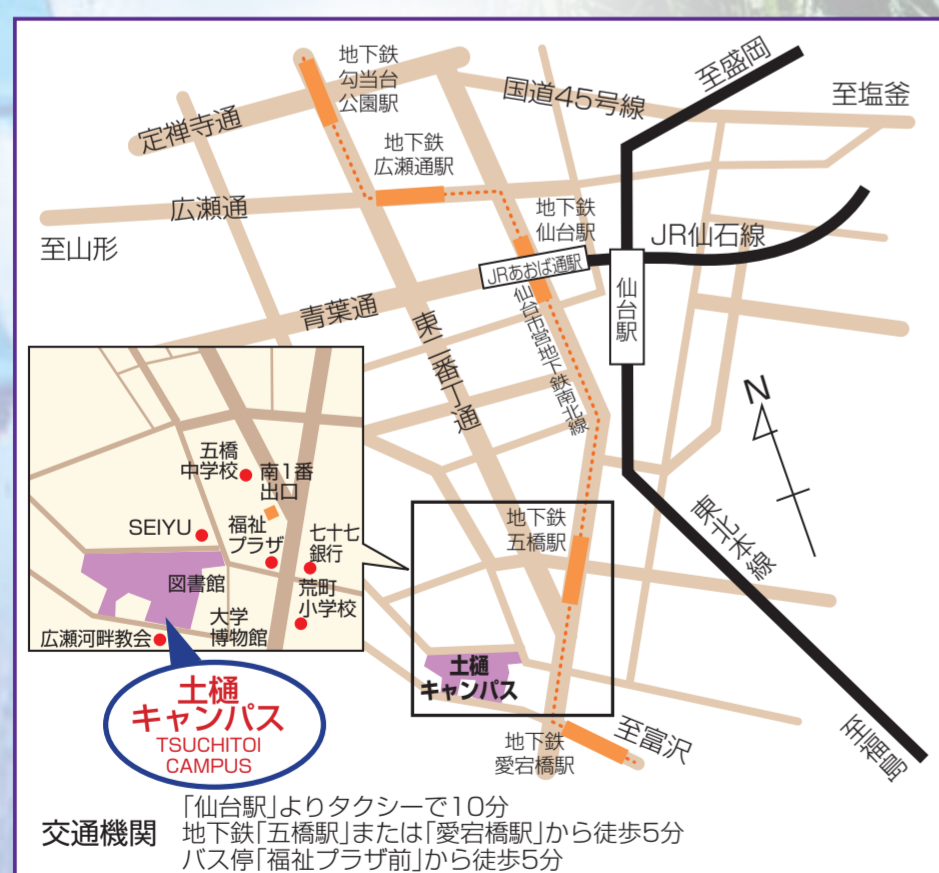 地下鉄
勾当台
公園駅
至盛岡
国道45号線
至塩釜
定禅寺通
地下鉄
広瀬通駅
広瀬通
至山形
地下鉄
仙台駅
JR仙石線
JRあおば通駅
仙台駅
青葉通
東二番丁通
仙台市営地下鉄南北線
N
東北本線
至福島
地下鉄
五橋駅
土樋
キャンパス
地下鉄
愛宕橋駅
至富沢
五橋
中学校
南1番
出口
SEIYU
福祉
プラザ
七十七
銀行
図書館
荒町
小学校
大学
博物館
広瀬河畔教会
土樋
キャンパス
TSUCHITOI
CAMPUS
交通機関
「仙台駅」よりタクシーで10分
地下鉄「五橋駅」または「愛宕橋駅」から徒歩5分
バス停「福祉プラザ前」から徒歩5分